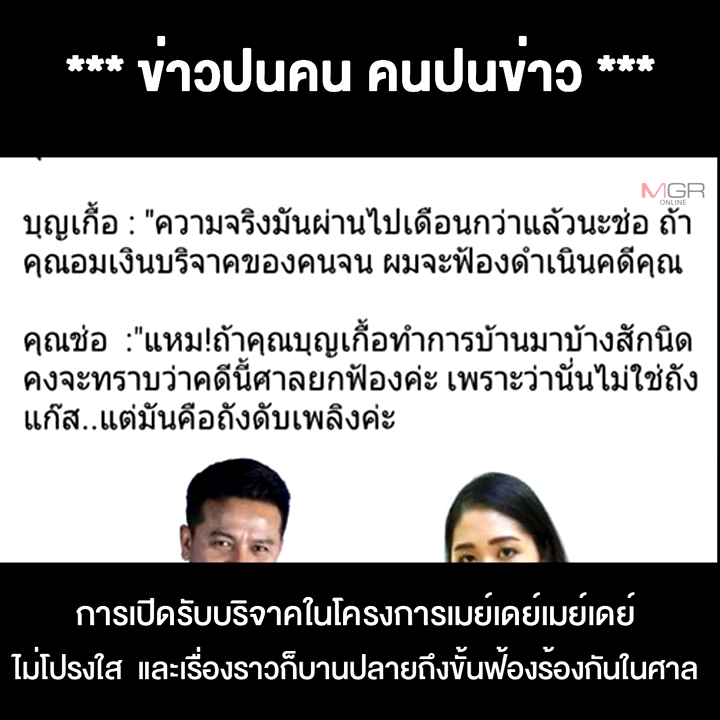 *** ข่าวปนคน คนปนข่าว ***
MGR
ONLINE
บุญเกื้อ : "ความจริงมันผ่านไปเดือนกว่าแล้วนะช่อ ถ้า
คุณอมเงินบริจาคของคนจน ผมจะฟ้องดำเนินคดีคุณ
คุณช่อ :"แหม!ถ้าคุณบุญเกื้อทำการบ้านมาบ้างสักนิด
คงจะทราบว่าคดีนี้ศาลยกฟ้องค่ะ เพราะว่านั่นไม่ใช่ถัง
แก๊ส..แต่มันคือถังดับเพลิงค่ะ
การเปิดรับบริจาคในโครงการเมย์เดย์เมย์เดย์
ไม่โปร่งใส และเรื่องราวก็บานปลายถึงขั้นฟ้องร้องกันในศาล